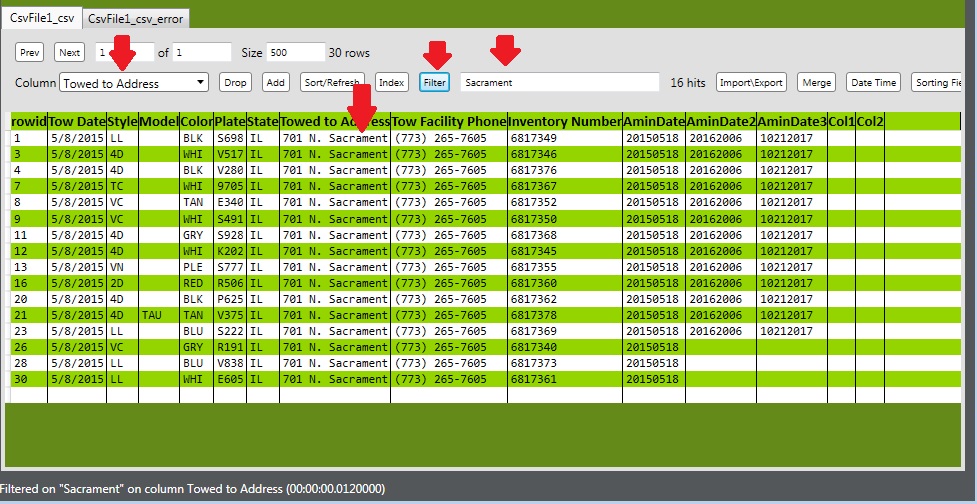 CsvFile1_csv CsvFile1_csv_error
Prev Next 1 of 1 Size 500 30 rows
Column Towed to Address Drop Add Sort/Refresh Index Filter Sacrament 16 hits Import\Export Merge Date Time Sorting Fie
rowid Tow Date Style Model Color Plate State Towed to Address Tow Facility Phone Inventory Number AminDate AminDate2 AminDate3 Col1 Col2
1 5/8/2015 LL BLK S698 IL 701 N. Sacrament (773) 265-7605 6817349 20150518 20162006 10212017
3 5/8/2015 4D WHI V517 IL 701 N. Sacrament (773) 265-7605 6817346 20150518 20162006 10212017
4 5/8/2015 4D BLK V280 IL 701 N. Sacrament (773) 265-7605 6817376 20150518 20162006 10212017
7 5/8/2015 TC WHI 9705 IL 701 N. Sacrament (773) 265-7605 6817367 20150518 20162006 10212017
8 5/8/2015 VC TAN E340 IL 701 N. Sacrament (773) 265-7605 6817352 20150518 20162006 10212017
9 5/8/2015 VC WHI S491 IL 701 N. Sacrament (773) 265-7605 6817350 20150518 20162006 10212017
11 5/8/2015 4D GRY S928 IL 701 N. Sacrament (773) 265-7605 6817368 20150518 20162006 10212017
12 5/8/2015 4D WHI K202 IL 701 N. Sacrament (773) 265-7605 6817345 20150518 20162006 10212017
13 5/8/2015 VN PLE S777 IL 701 N. Sacrament (773) 265-7605 6817355 20150518 20162006 10212017
16 5/8/2015 2D RED R506 IL 701 N. Sacrament (773) 265-7605 6817360 20150518 20162006 10212017
20 5/8/2015 4D BLK P625 IL 701 N. Sacrament (773) 265-7605 6817362 20150518 20162006 10212017
21 5/8/2015 4D TAU TAN V375 IL 701 N. Sacrament (773) 265-7605 6817378 20150518 20162006 10212017
23 5/8/2015 LL BLU S222 IL 701 N. Sacrament (773) 265-7605 6817369 20150518 20162006 10212017
26 5/8/2015 VC GRY R191 IL 701 N. Sacrament (773) 265-7605 6817340 20150518
28 5/8/2015 LL BLU V838 IL 701 N. Sacrament (773) 265-7605 6817373 20150518
30 5/8/2015 LL WHI E605 IL 701 N. Sacrament (773) 265-7605 6817361 20150518
Filtered on "Sacrament" on column Towed to Address (00:00:00.0120000)